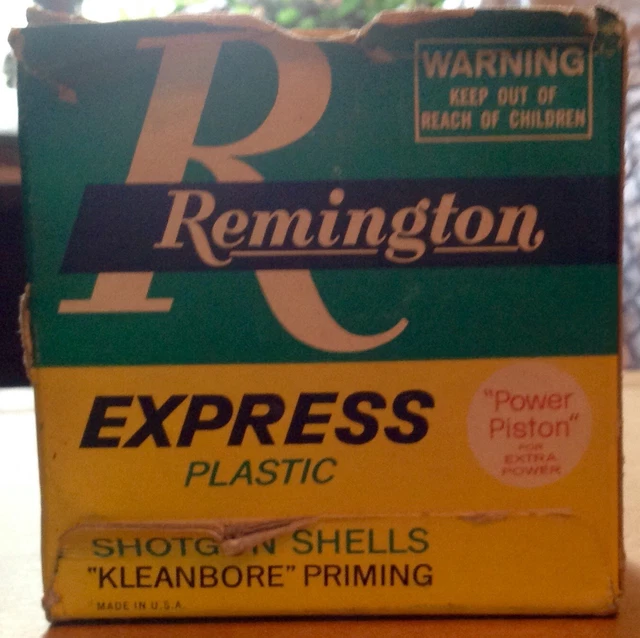 R
WARNING
KEEP OUT OF
REACH OF CHILDREN
Remington
EXPRESS
PLASTIC
"Power
Piston"
FOR
EXTRA
POWER
SHOTGUN SHELLS
"KLEANBORE" PRIMING
MADE IN U.S.A.